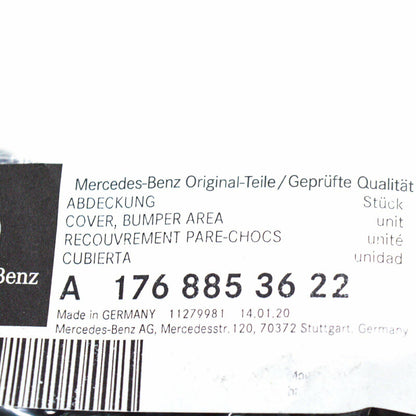 Mercedes-Benz Original-Teile/Geprüfte Qualität
ABDECKUNG Stück
COVER, BUMPER AREA unit
RECOUVREMENT PARE-CHOCS unité
CUBIERTA unidad
Benz
A 176 885 36 22
Made in GERMANY 11279981 14.01.20
Mercedes-Benz AG, Mercedesstr. 120, 70372 Stuttgart, Germany